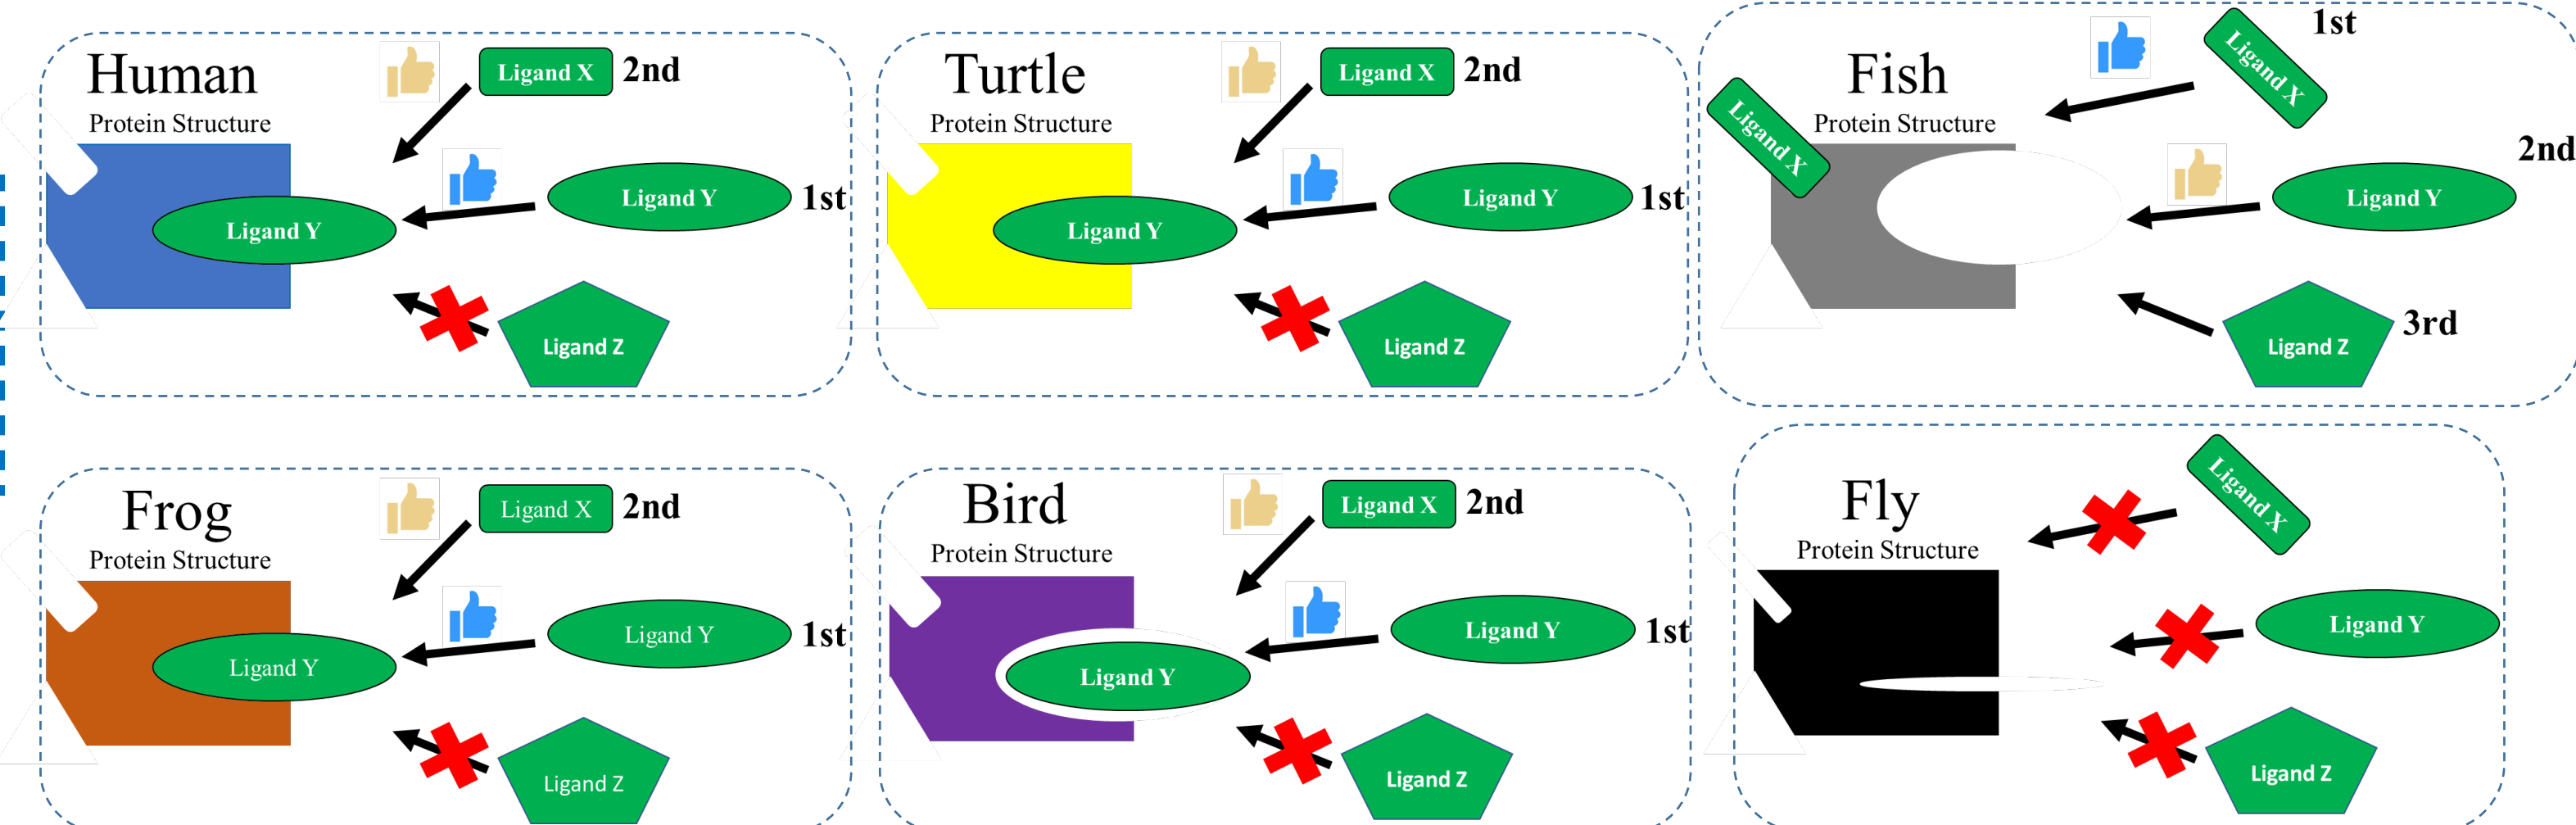 Human
Protein Structure
Ligand X
2nd
Ligand Y
1st
Ligand Y
Ligand Z
Turtle
Protein Structure
Ligand X
2nd
Ligand Y
1st
Ligand Y
Ligand Z
Fish
Protein Structure
Ligand X
1st
Ligand X
2nd
Ligand Y
Ligand Z
3rd
Frog
Protein Structure
Ligand X
2nd
Ligand Y
1st
Ligand Y
Ligand Z
Bird
Protein Structure
Ligand X
2nd
Ligand Y
1st
Ligand Y
Ligand Z
Fly
Protein Structure
Ligand X
Ligand Y
Ligand Z